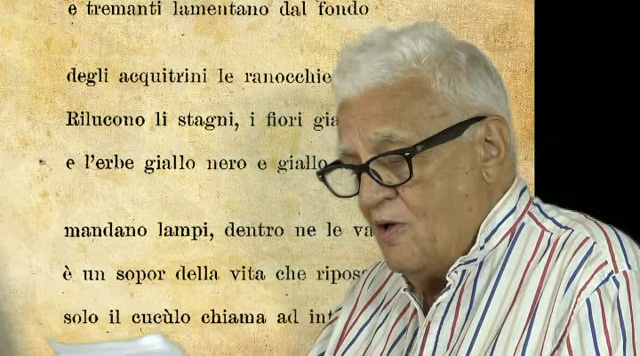 e tremanti lamentano dal fondo
degli acquitrini le ranocchie
Rilucono li stagni, i fiori
e l'erbe giallo nero e giallo
mandano lampi, dentro ne le
è un sopor della vita che
solo il cucùlo chiama ad